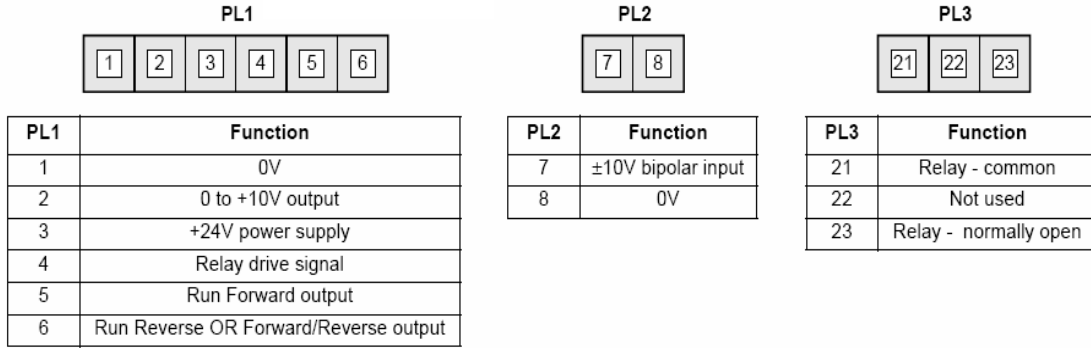 PL1
1 2 3 4 5 6
PL1 Function
1 0V
2 0 to +10V output
3 +24V power supply
4 Relay drive signal
5 Run Forward output
6 Run Reverse OR Forward/Reverse output
PL2
7 8
PL2 Function
7 ±10V bipolar input
8 0V
PL3
21 22 23
PL3 Function
21 Relay - common
22 Not used
23 Relay - normally open